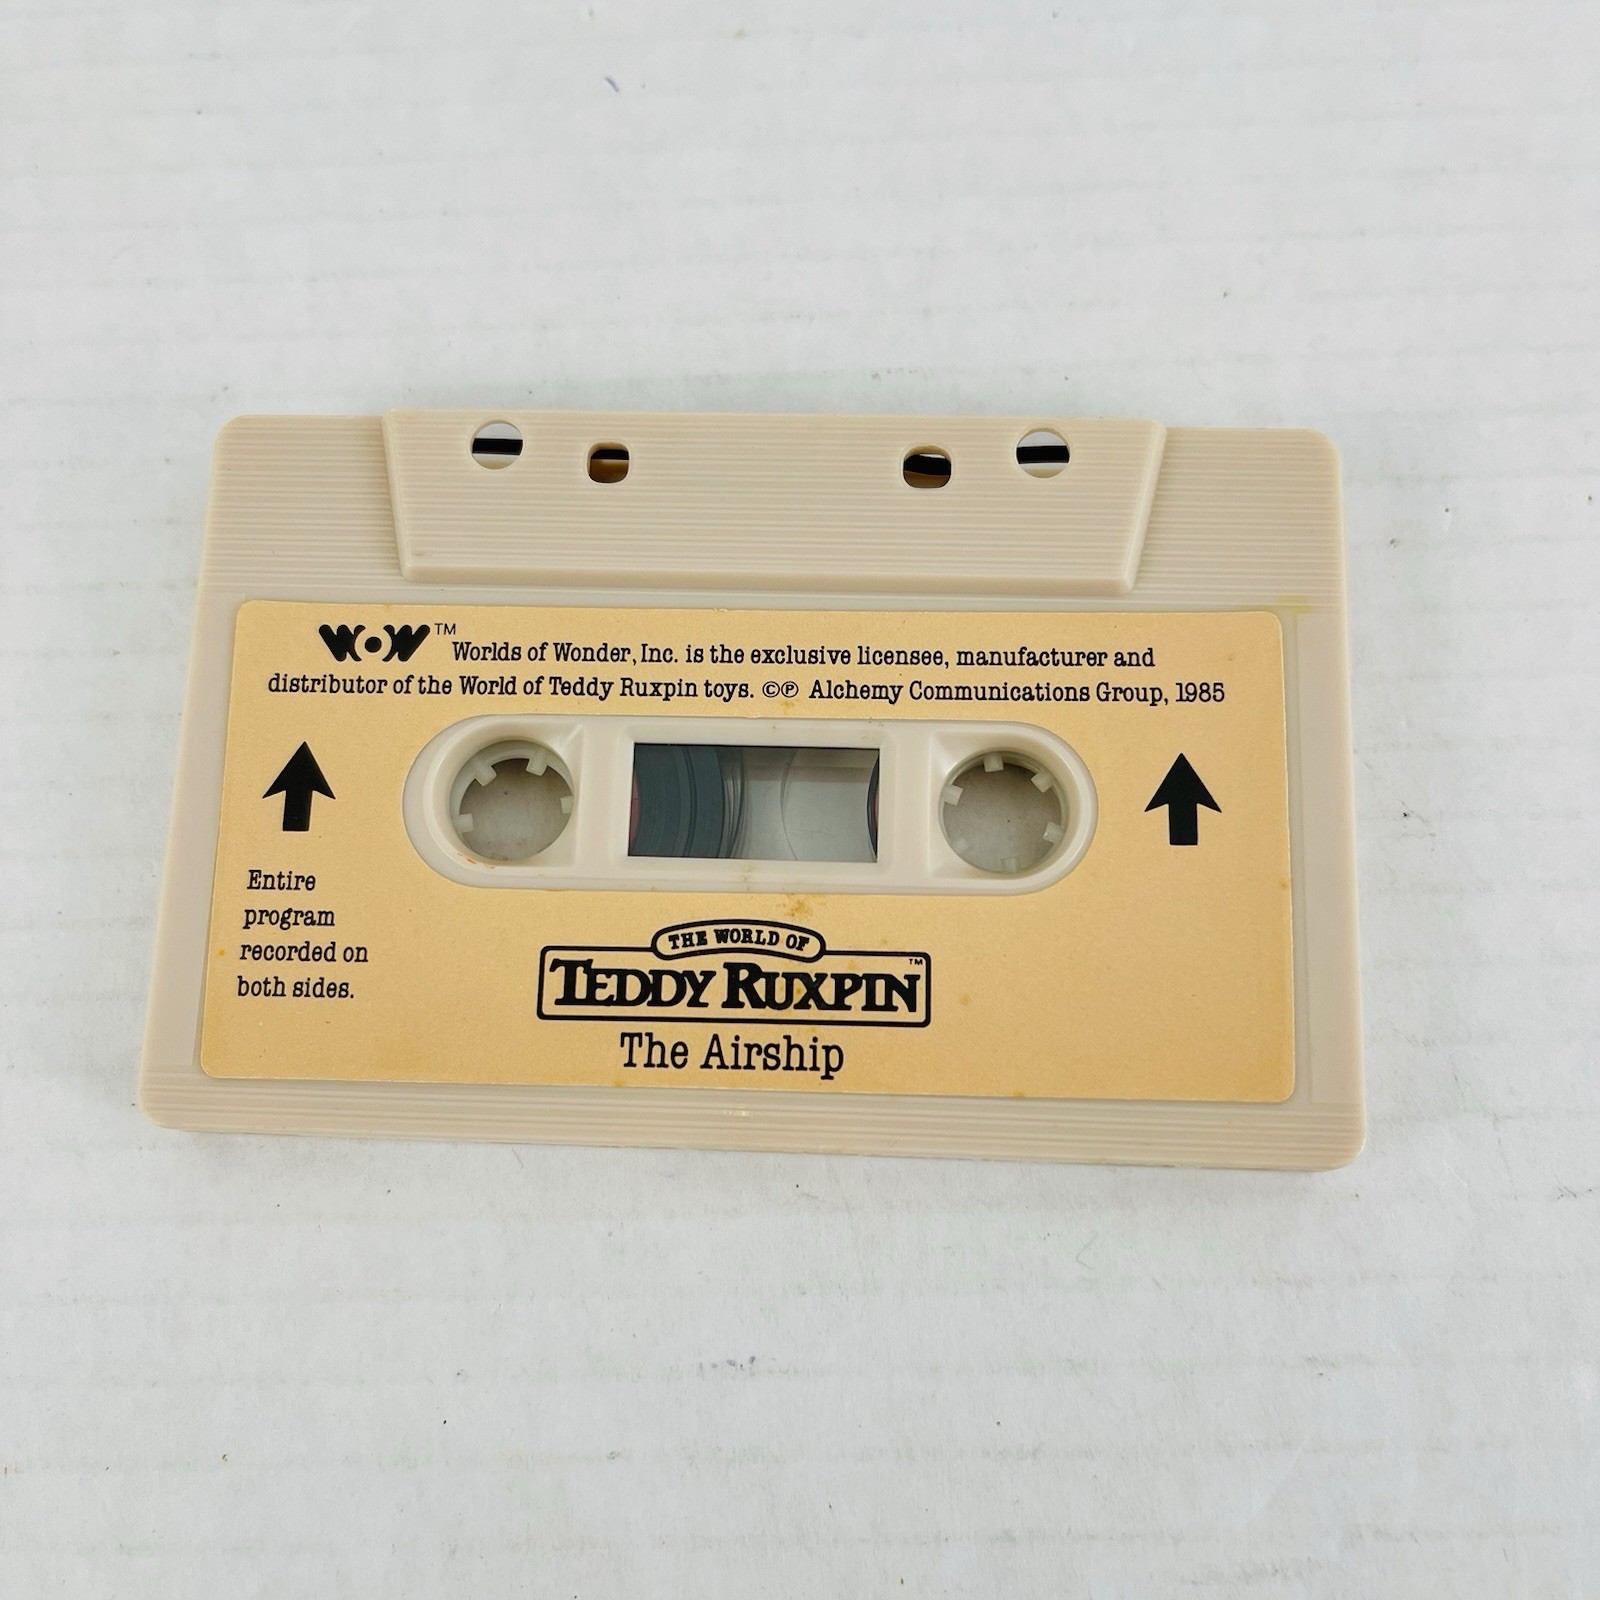 WOW™ Worlds of Wonder, Inc. is the exclusive licensee, manufacturer and
distributor of the World of Teddy Ruxpin toys. ©℗ Alchemy Communications Group, 1985
Entire
program
recorded on
both sides.
THE WORLD OF
TEDDY RUXPIN™
The Airship